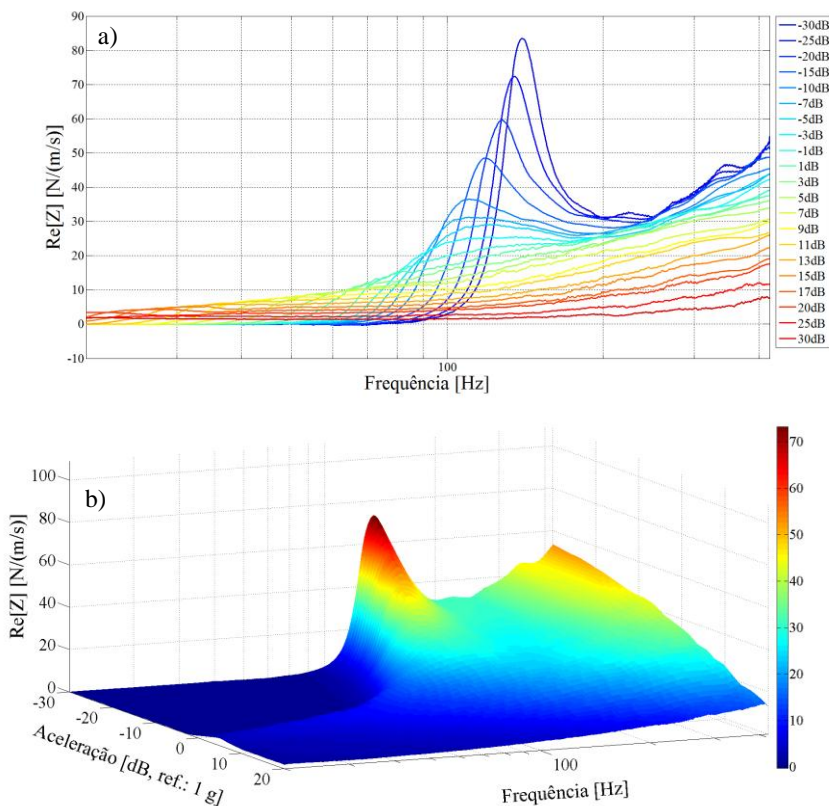 a)
90
80
70
60
50
40
30
20
10
0
-10
Re[Z] [N/(m/s)]
100
Frequência [Hz]
-30dB
-25dB
-20dB
-15dB
-10dB
-7dB
-5dB
-3dB
-1dB
1dB
3dB
5dB
7dB
9dB
11dB
13dB
15dB
17dB
20dB
25dB
30dB
b)
100
80
60
40
20
0
Re[Z] [N/(m/s)]
-30
-20
-10
0
10
20
Aceleração [dB, ref.: 1 g]
100
Frequência [Hz]
70
60
50
40
30
20
10
0